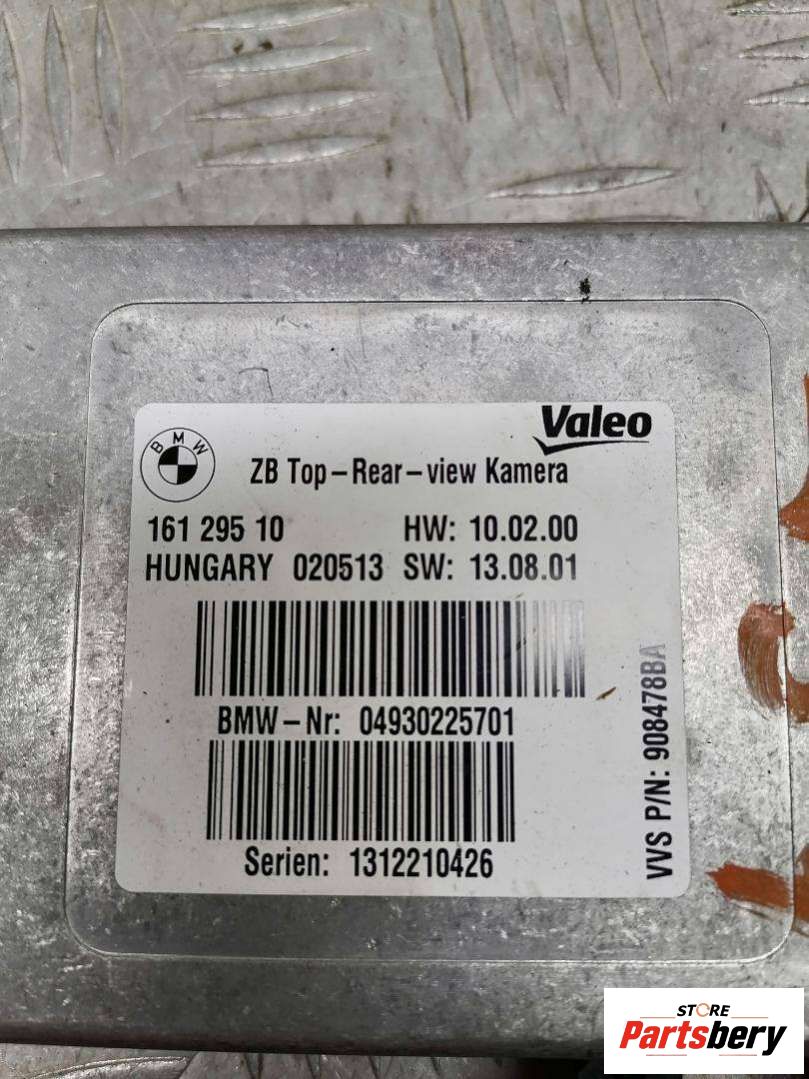 Valeo
BMW
ZB Top-Rear-view Kamera
161 295 10 HW: 10.02.00
HUNGARY 020513 SW: 13.08.01
BMW-Nr: 04930225701
Serien: 1312210426
VVS P/N: 908478BA
STORE
Partsbery